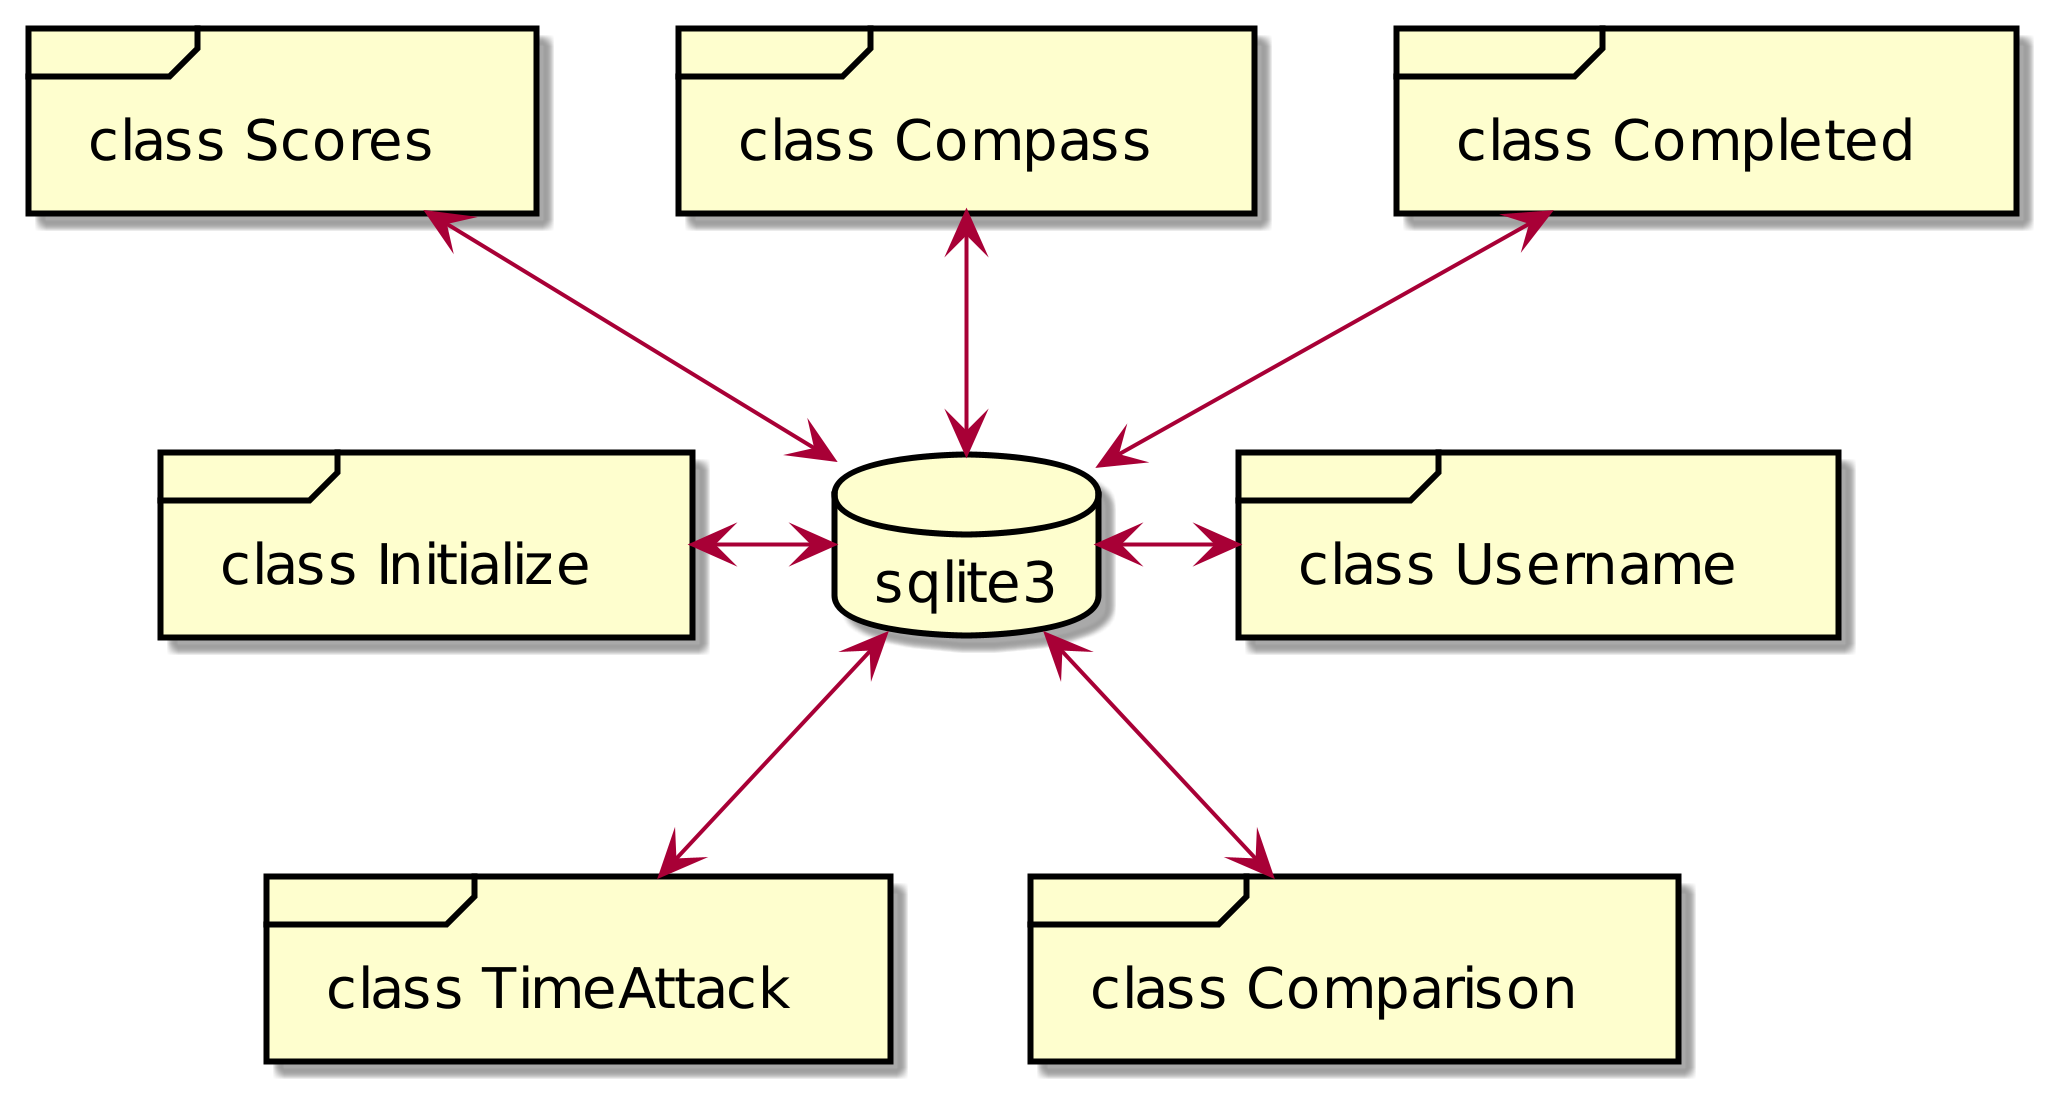 class Scores
class Compass
class Completed
class Initialize
sqlite3
class Username
class TimeAttack
class Comparison